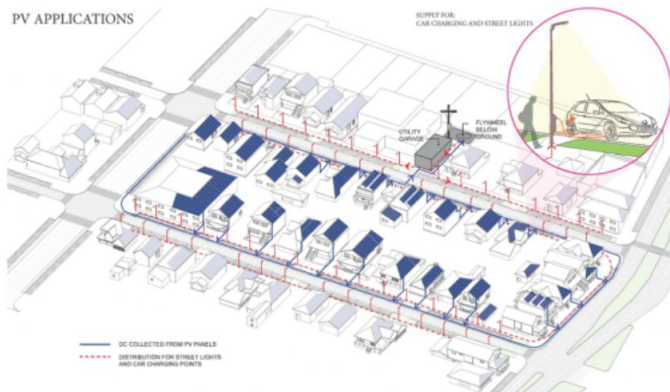 PV APPLICATIONS
SUPPLY FOR:
CAR CHARGING AND STREET LIGHTS
UTILITY
GARAGE
FLYWHEEL
BELOW
GROUND
DC COLLECTED FROM PV PANELS
DISTRIBUTION FOR STREET LIGHTS
AND CAR CHARGING POINTS